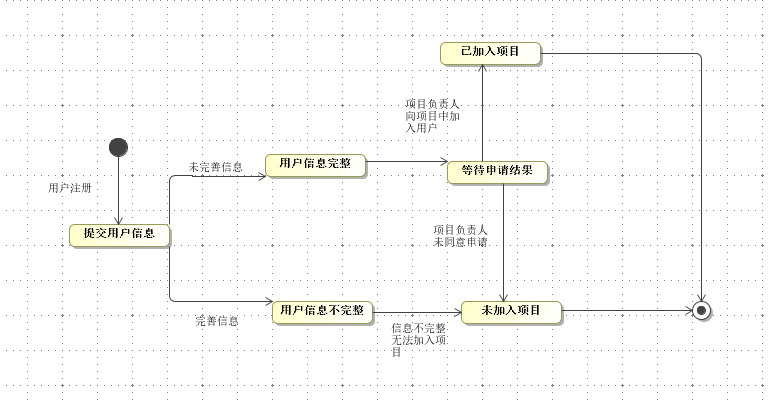 已加入项目
项目负责人
向项目中加
入用户
未完善信息
用户信息完整
等待申请结果
用户注册
提交用户信息
项目负责人
未同意申请
用户信息不完整
未加入项目
完善信息
信息不完整
无法加入项
目